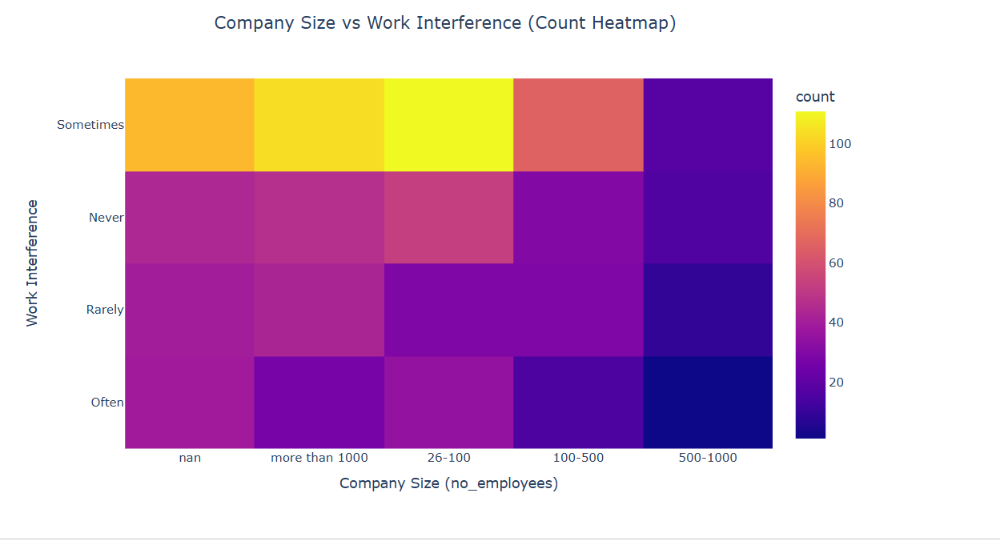 Company Size vs Work Interference (Count Heatmap)
count
Sometimes
Never
Rarely
Often
Work Interference
100
80
60
40
20
nan
more than 1000
26-100
100-500
500-1000
Company Size (no_employees)